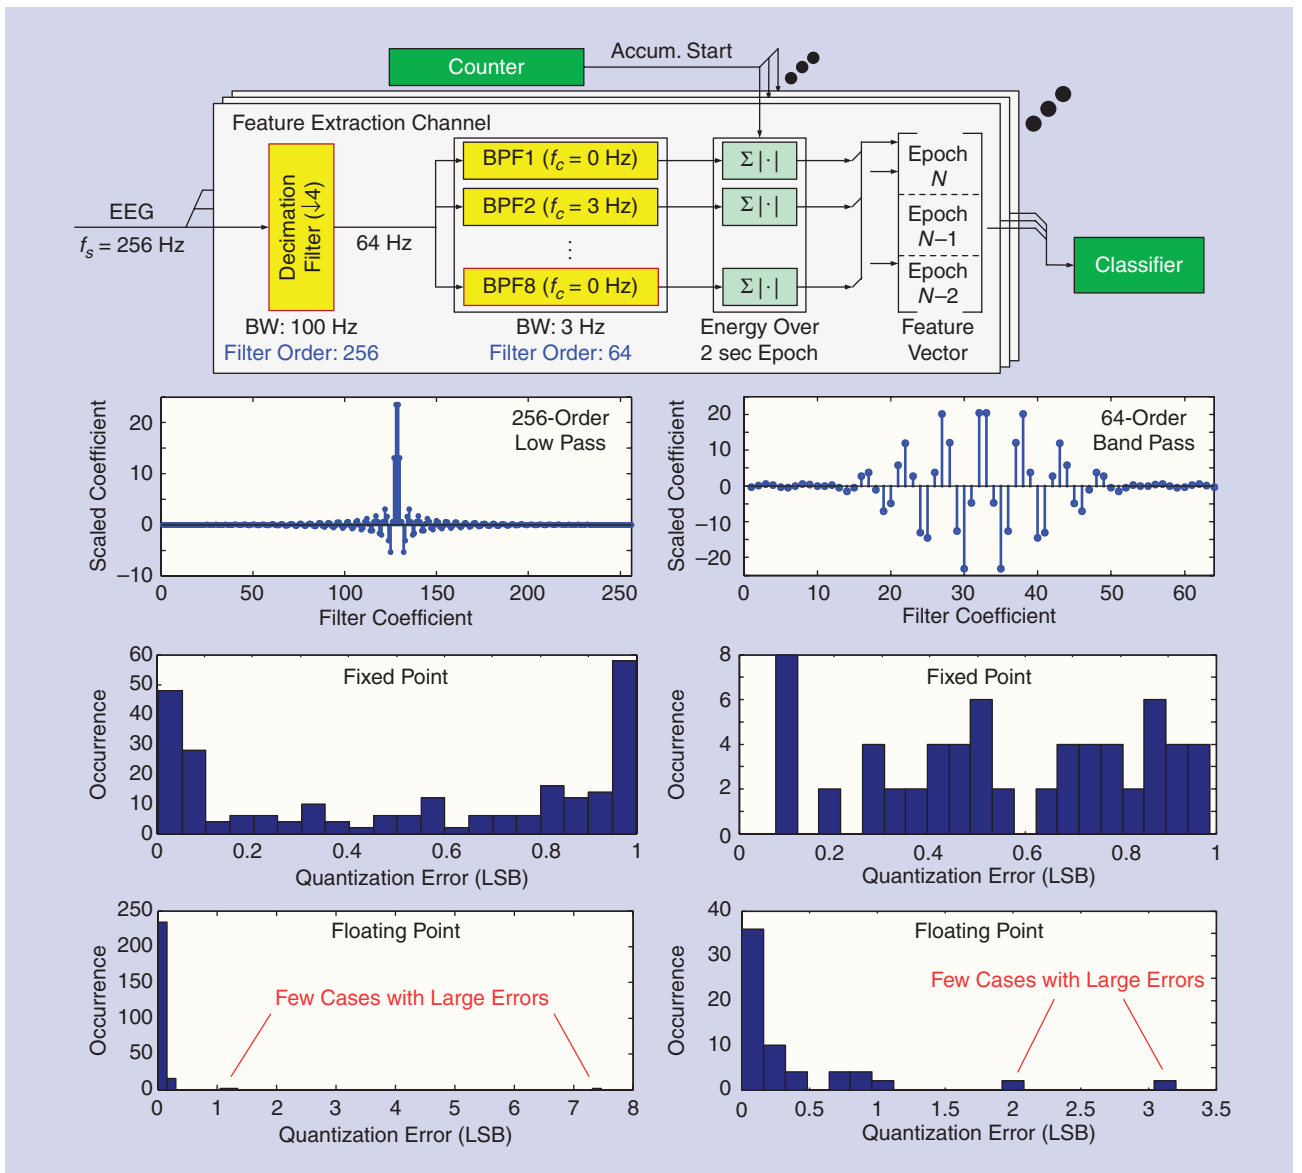 Counter
Accum. Start
Feature Extraction Channel
EEG
f_s = 256 Hz
Decimation
Filter (↓4)
64 Hz
BPF1 (f_c = 0 Hz)
BPF2 (f_c = 3 Hz)
⋮
BPF8 (f_c = 0 Hz)
Σ|·|
Σ|·|
Σ|·|
Epoch
N
Epoch
N–1
Epoch
N–2
Classifier
BW: 100 Hz
Filter Order: 256
BW: 3 Hz
Filter Order: 64
Energy Over
2 sec Epoch
Feature
Vector
256-Order
Low Pass
Scaled Coefficient
20
10
0
–10
0 50 100 150 200 250
Filter Coefficient
64-Order
Band Pass
Scaled Coefficient
20
10
0
–10
–20
0 10 20 30 40 50 60
Filter Coefficient
Fixed Point
Occurrence
60
50
40
30
20
10
0
0 0.2 0.4 0.6 0.8 1
Quantization Error (LSB)
Fixed Point
Occurrence
8
6
4
2
0
0 0.2 0.4 0.6 0.8 1
Quantization Error (LSB)
Floating Point
Few Cases with Large Errors
Occurrence
250
200
150
100
50
0
0 1 2 3 4 5 6 7 8
Quantization Error (LSB)
Floating Point
Few Cases with Large Errors
Occurrence
40
30
20
10
0
0 0.5 1 1.5 2 2.5 3 3.5
Quantization Error (LSB)